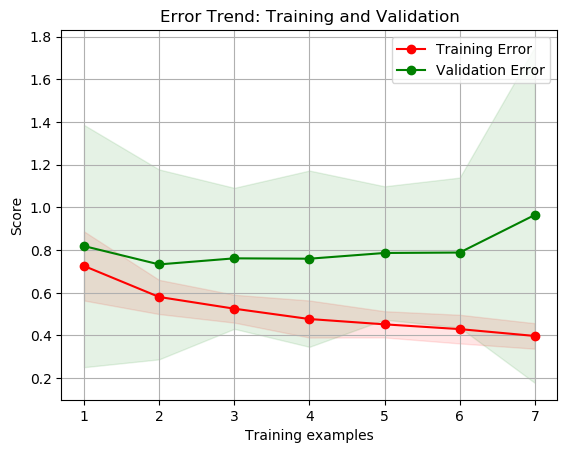 Error Trend: Training and Validation
1.8
1.6
1.4
1.2
1.0
0.8
0.6
0.4
0.2
Score
Training Error
Validation Error
1 2 3 4 5 6 7
Training examples